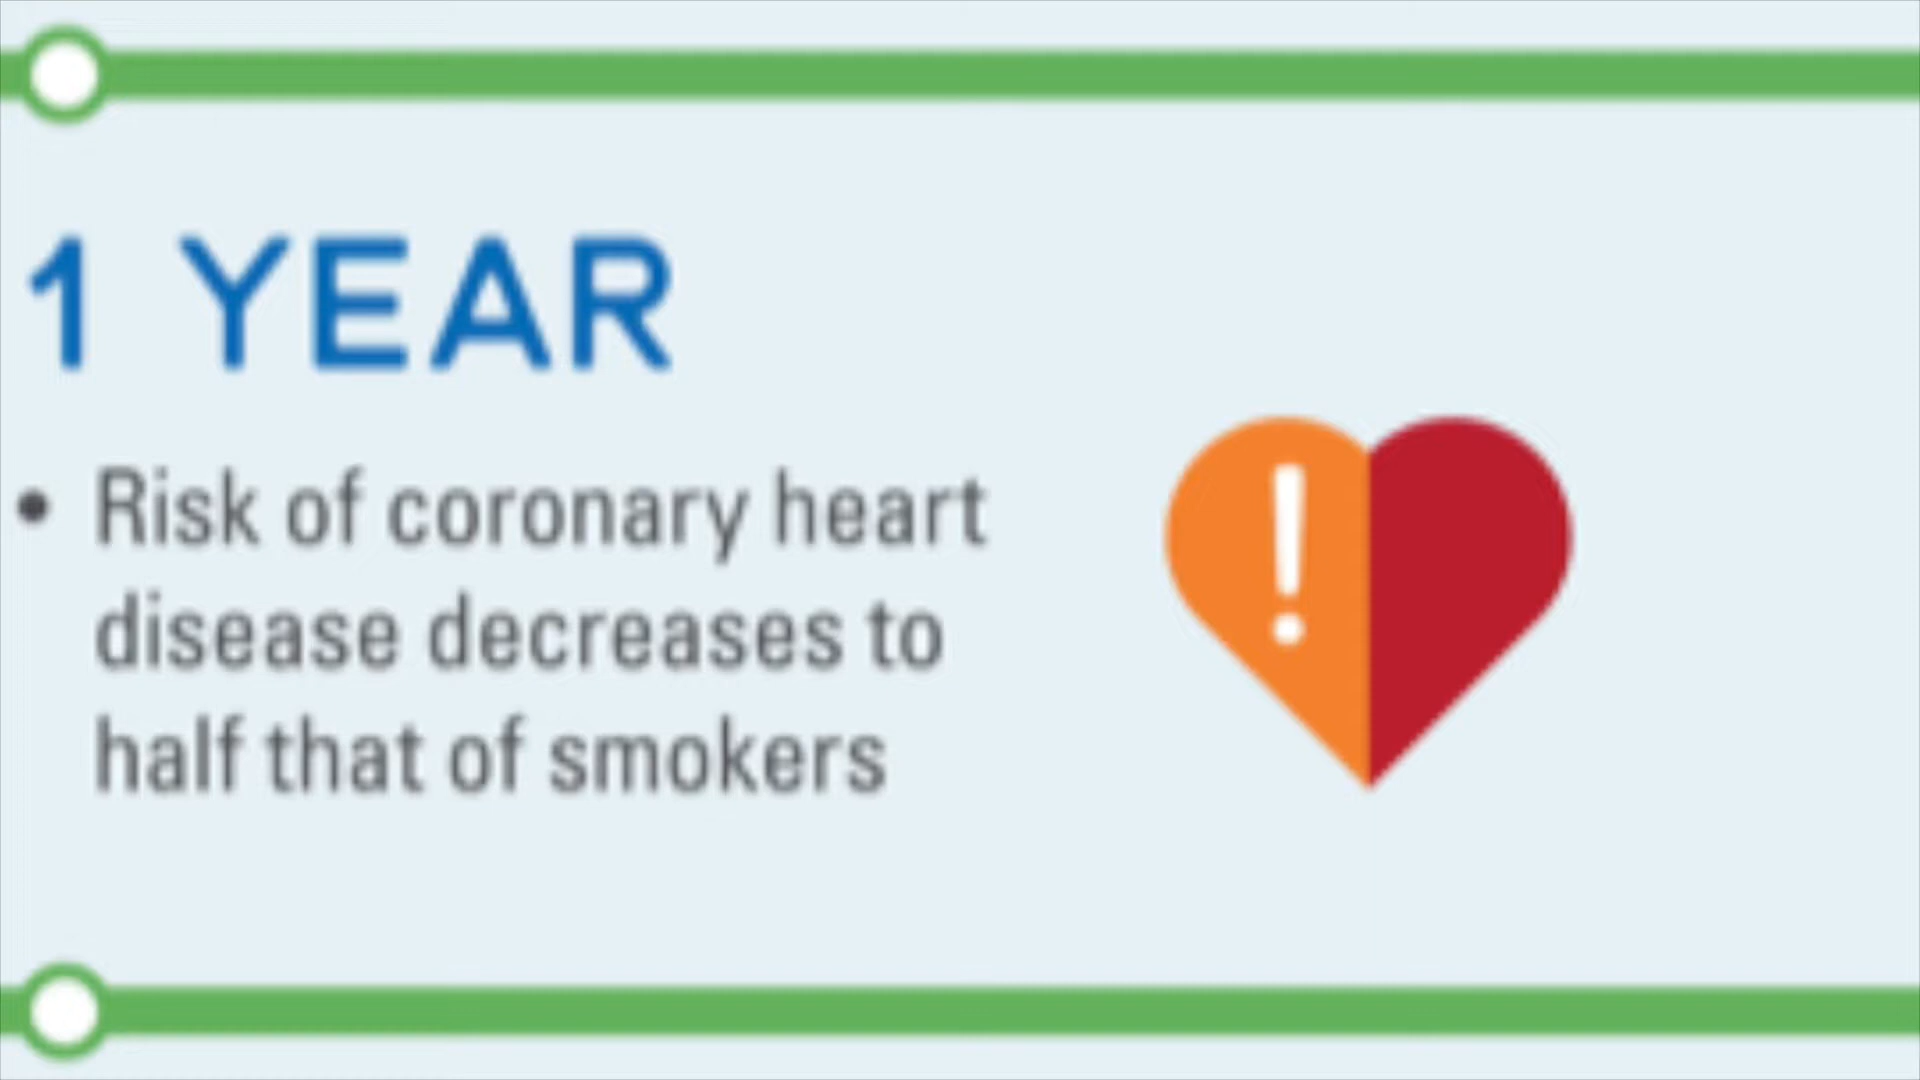 1 YEAR
• Risk of coronary heart
disease decreases to
half that of smokers
!